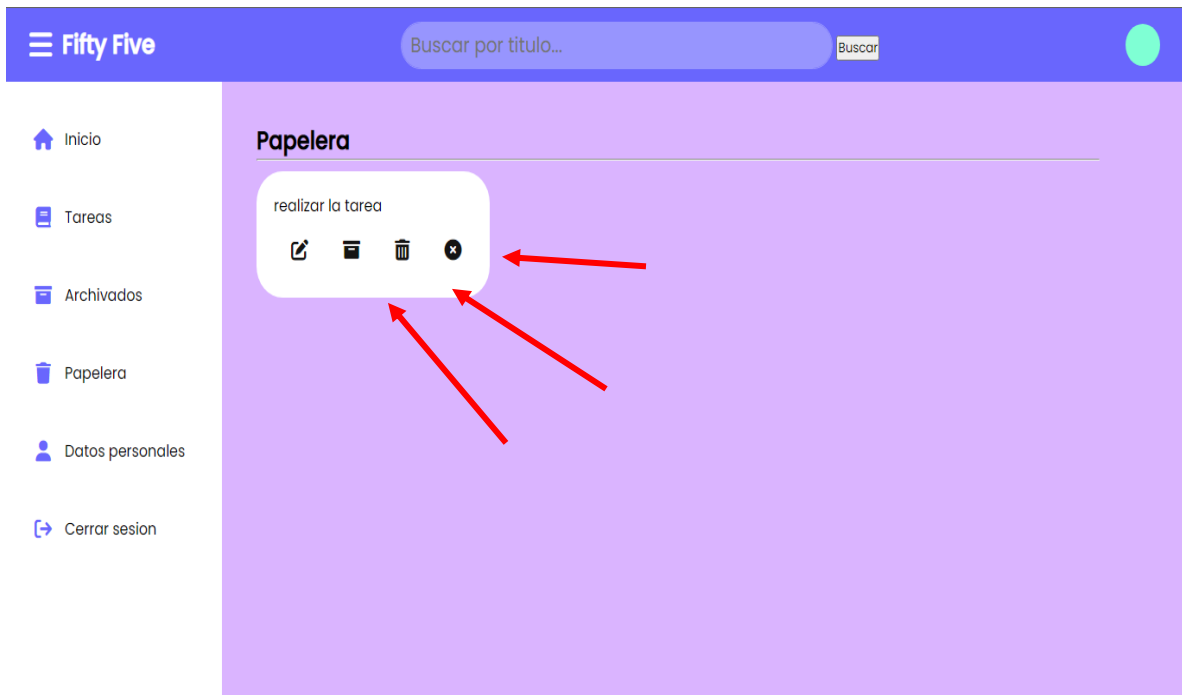 Fifty Five
Buscar por titulo...
Buscar
Inicio
Tareas
Archivados
Papelera
Datos personales
Cerrar sesion
Papelera
realizar la tarea